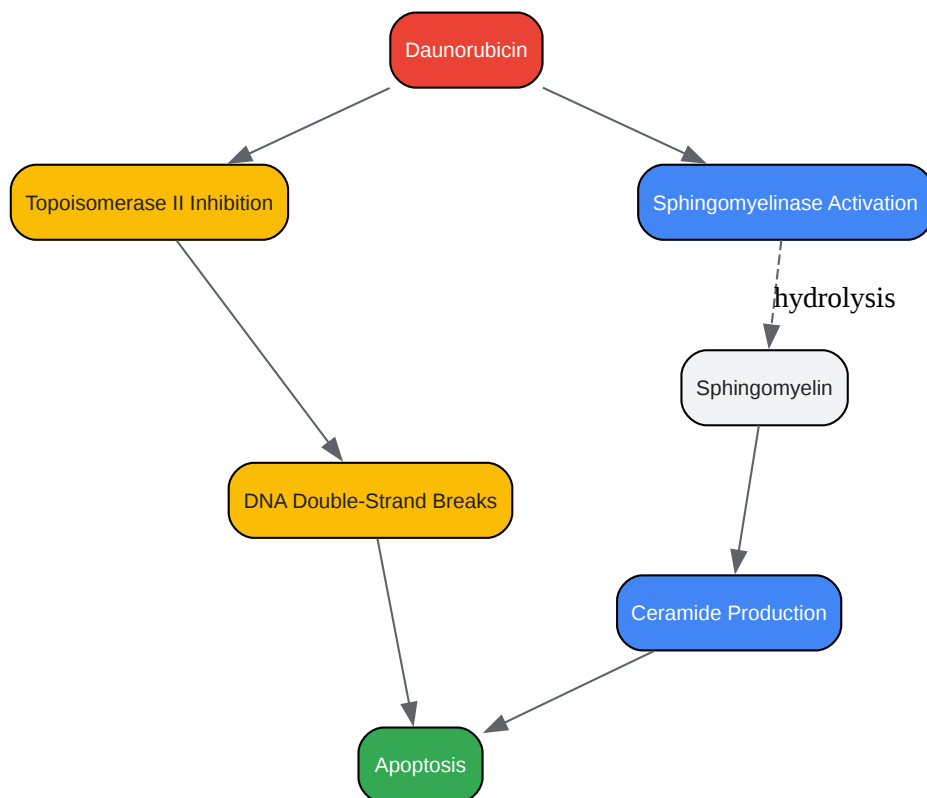 Daunorubicin
Topoisomerase II Inhibition
Sphingomyelinase Activation
hydrolysis
Sphingomyelin
DNA Double-Strand Breaks
Ceramide Production
Apoptosis